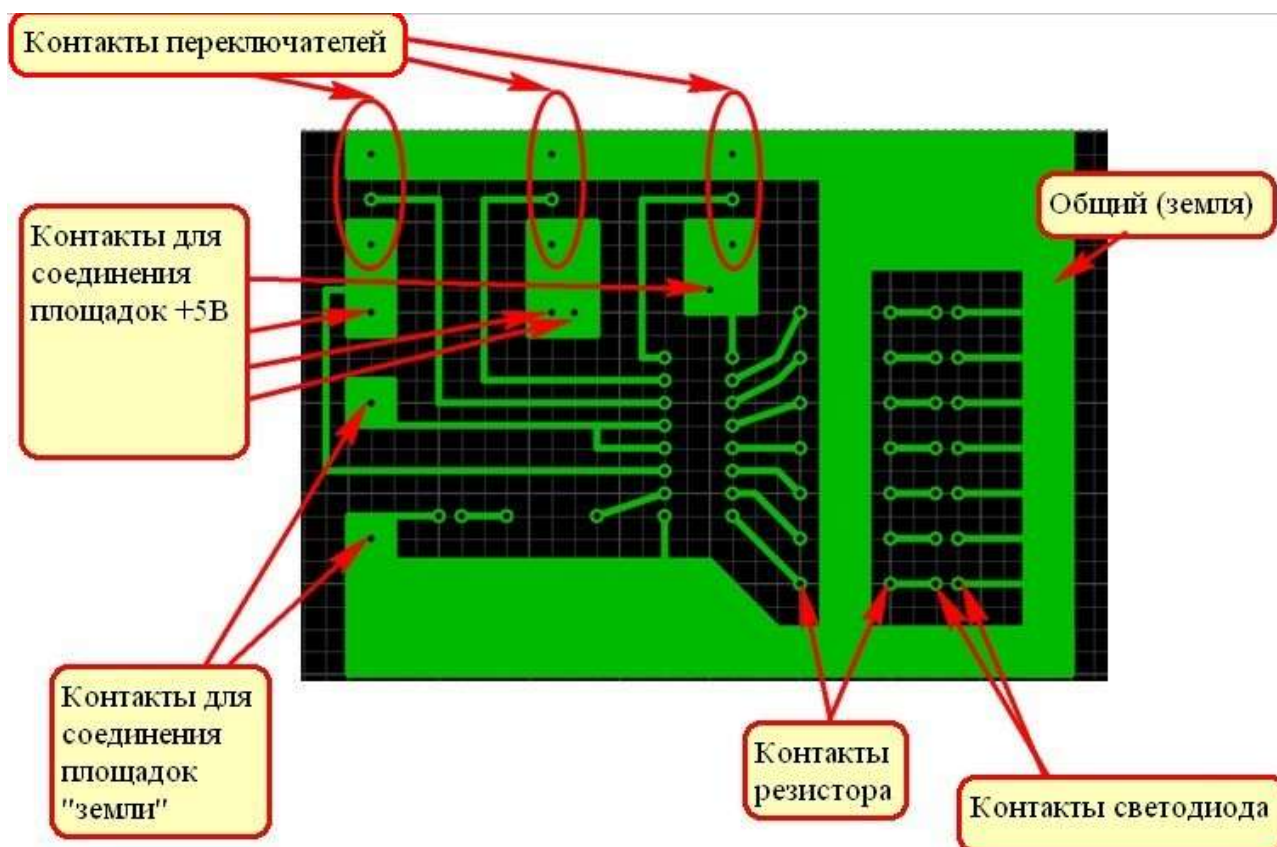 Контакты переключателей
Общий (земля)
Контакты для
соединения
площадок +5В
Контакты для
соединения
площадок
"земли"
Контакты
резистора
Контакты светодиода